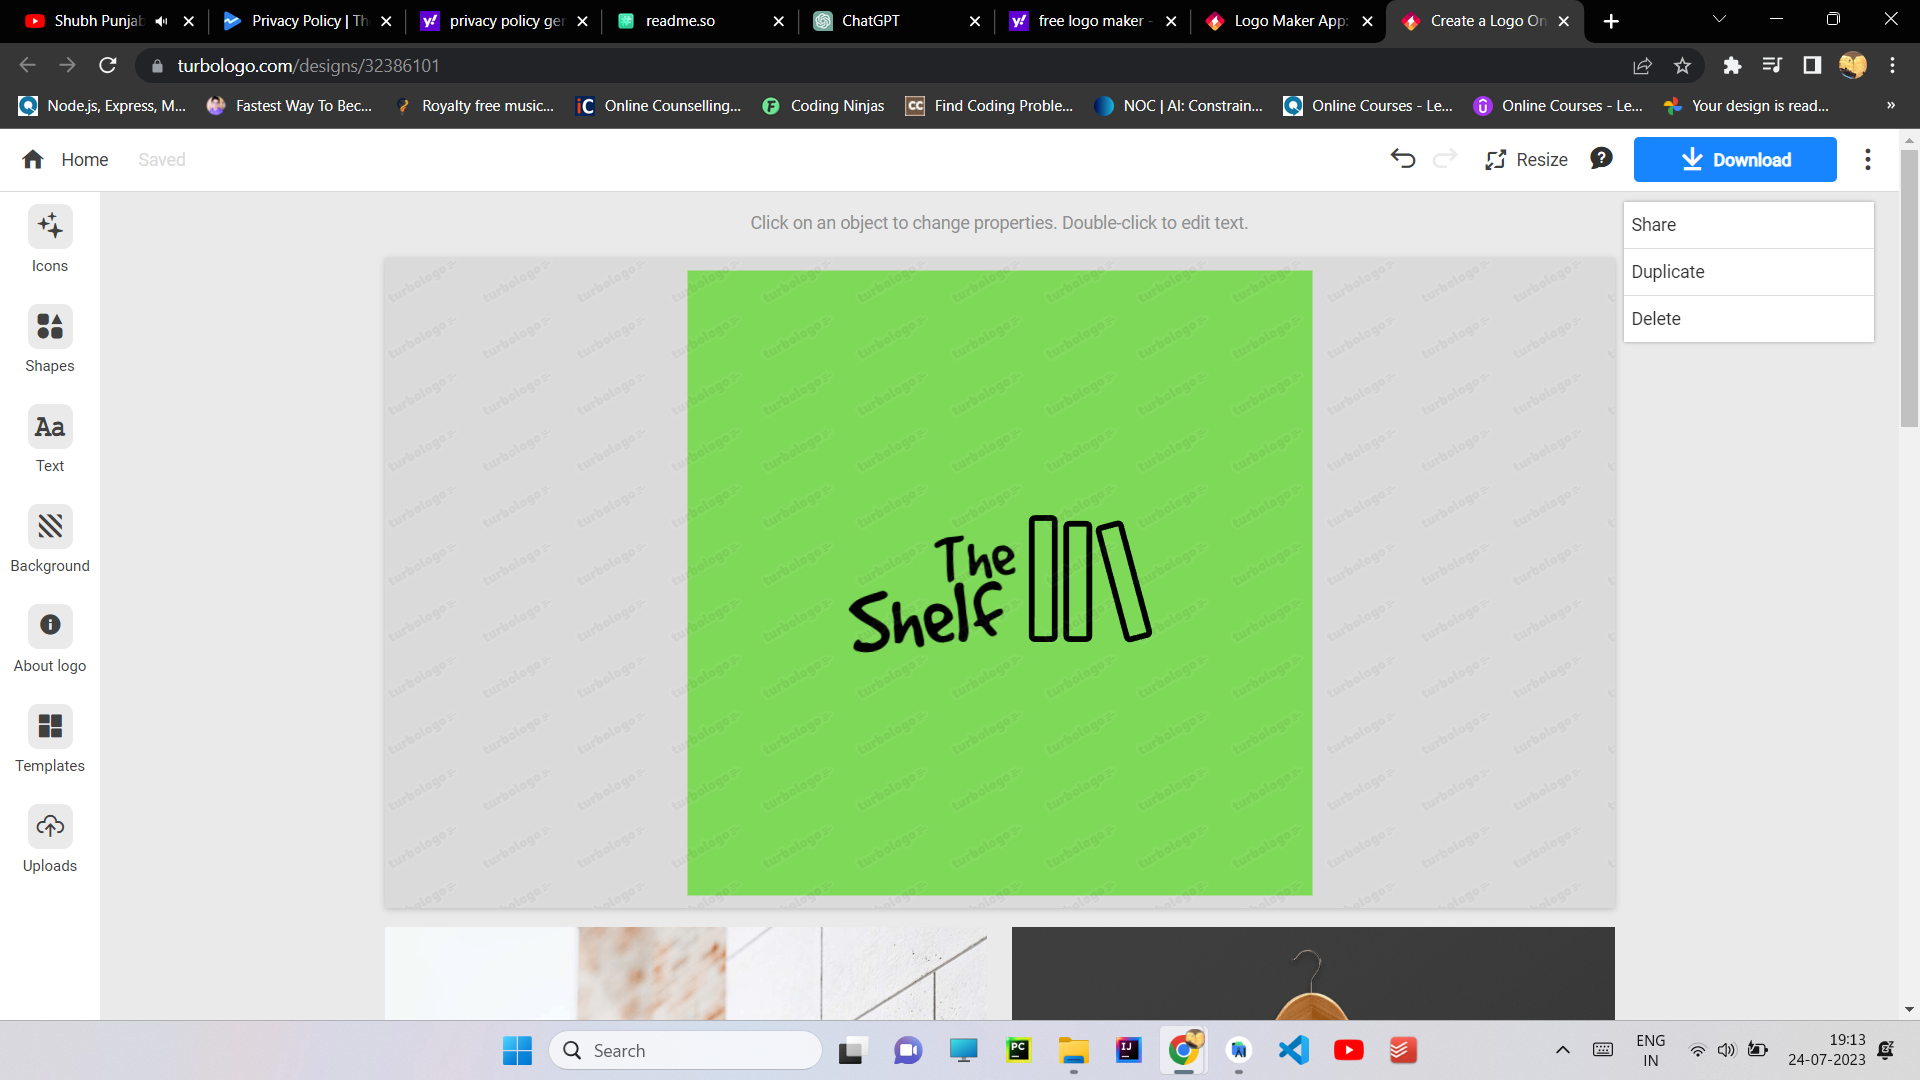 Shubh Punjab
Privacy Policy | Th
privacy policy ger
readme.so
ChatGPT
free logo maker -
Logo Maker App:
Create a Logo On
turbologo.com/designs/32386101
Node.js, Express, M...
Fastest Way To Bec...
Royalty free music...
Online Counselling...
Coding Ninjas
Find Coding Proble...
NOC | AI: Constrain...
Online Courses - Le...
Online Courses - Le...
Your design is read...
»
Home
Saved
Resize
Download
Click on an object to change properties. Double-click to edit text.
Share
Duplicate
Delete
Icons
Shapes
Aa
Text
Background
About logo
Templates
Uploads
turbologo
The
Shelf
Search
ENG
IN
19:13
24-07-2023